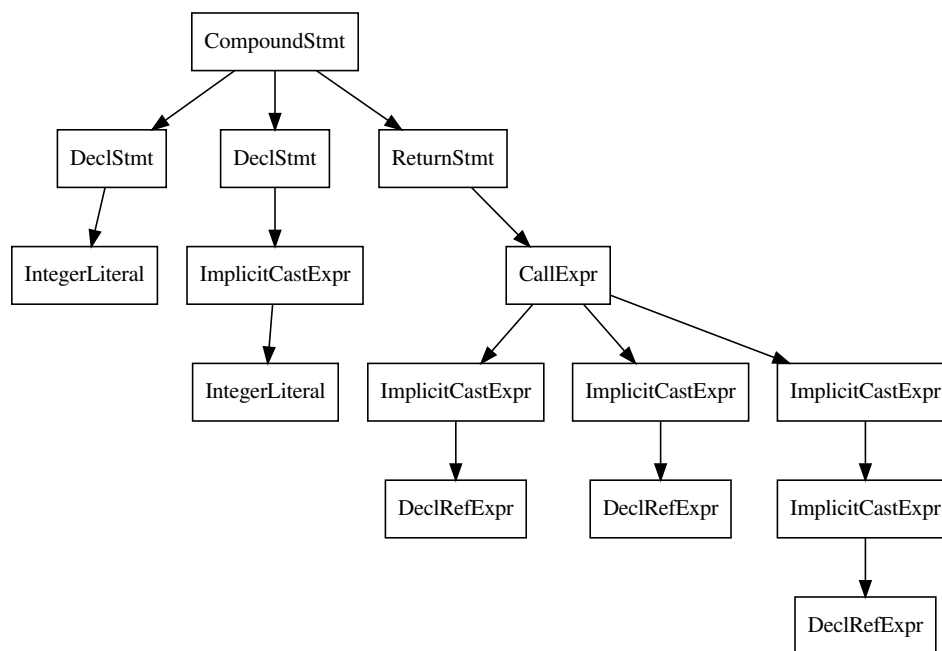 CompoundStmt
DeclStmt
DeclStmt
ReturnStmt
IntegerLiteral
ImplicitCastExpr
CallExpr
IntegerLiteral
ImplicitCastExpr
ImplicitCastExpr
ImplicitCastExpr
DeclRefExpr
DeclRefExpr
ImplicitCastExpr
DeclRefExpr